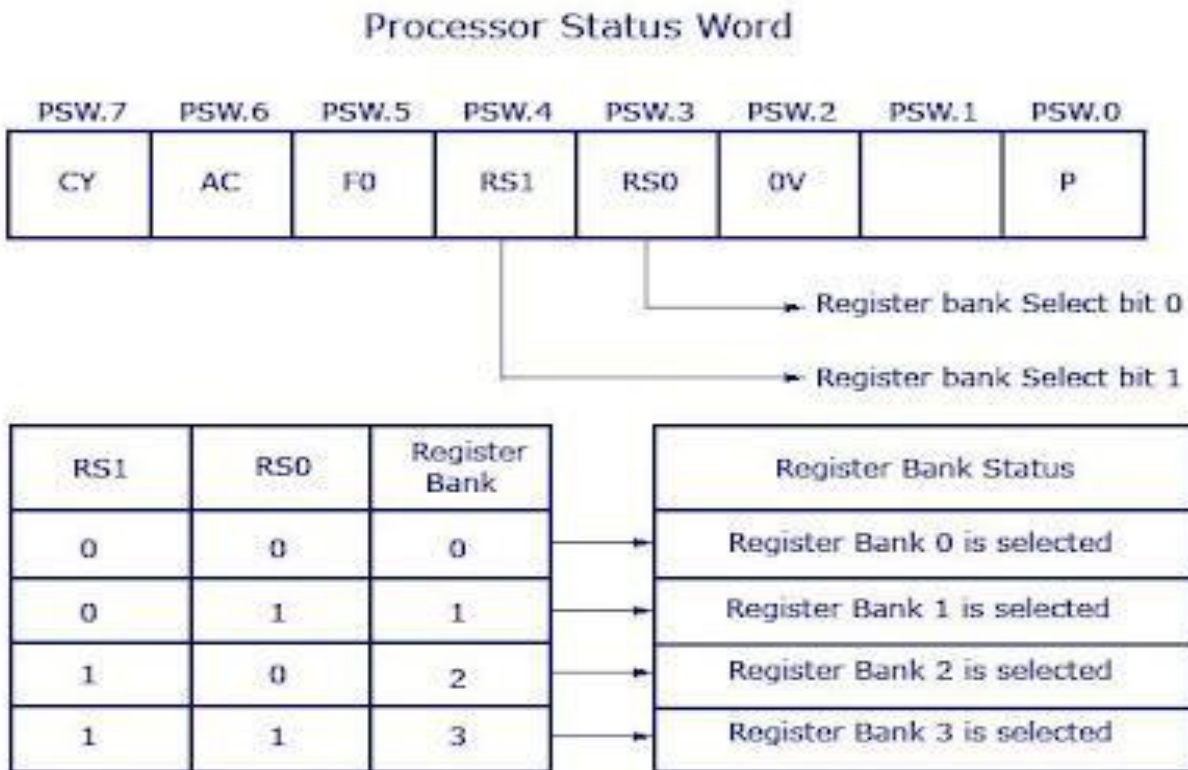 Processor Status Word
PSW.7 PSW.6 PSW.5 PSW.4 PSW.3 PSW.2 PSW.1 PSW.0
CY AC F0 RS1 RS0 0V P
Register bank Select bit 0
Register bank Select bit 1
RS1 RS0 Register Bank Register Bank Status
0 0 0 Register Bank 0 is selected
0 1 1 Register Bank 1 is selected
1 0 2 Register Bank 2 is selected
1 1 3 Register Bank 3 is selected